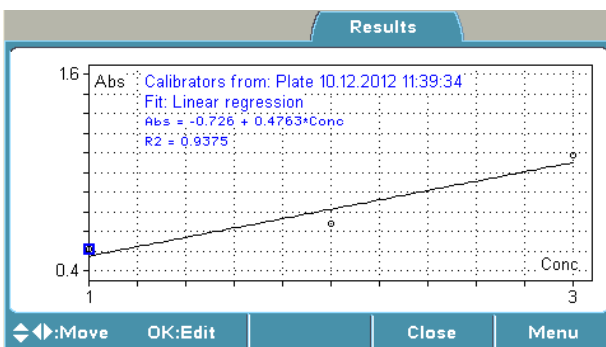 Results
1.6
Abs
Calibrators from: Plate 10.12.2012 11:39:34
Fit: Linear regression
Abs = -0.726 + 0.4763*Conc
R2 = 0.9375
0.4
Conc.
1
3
:Move OK:Edit Close Menu